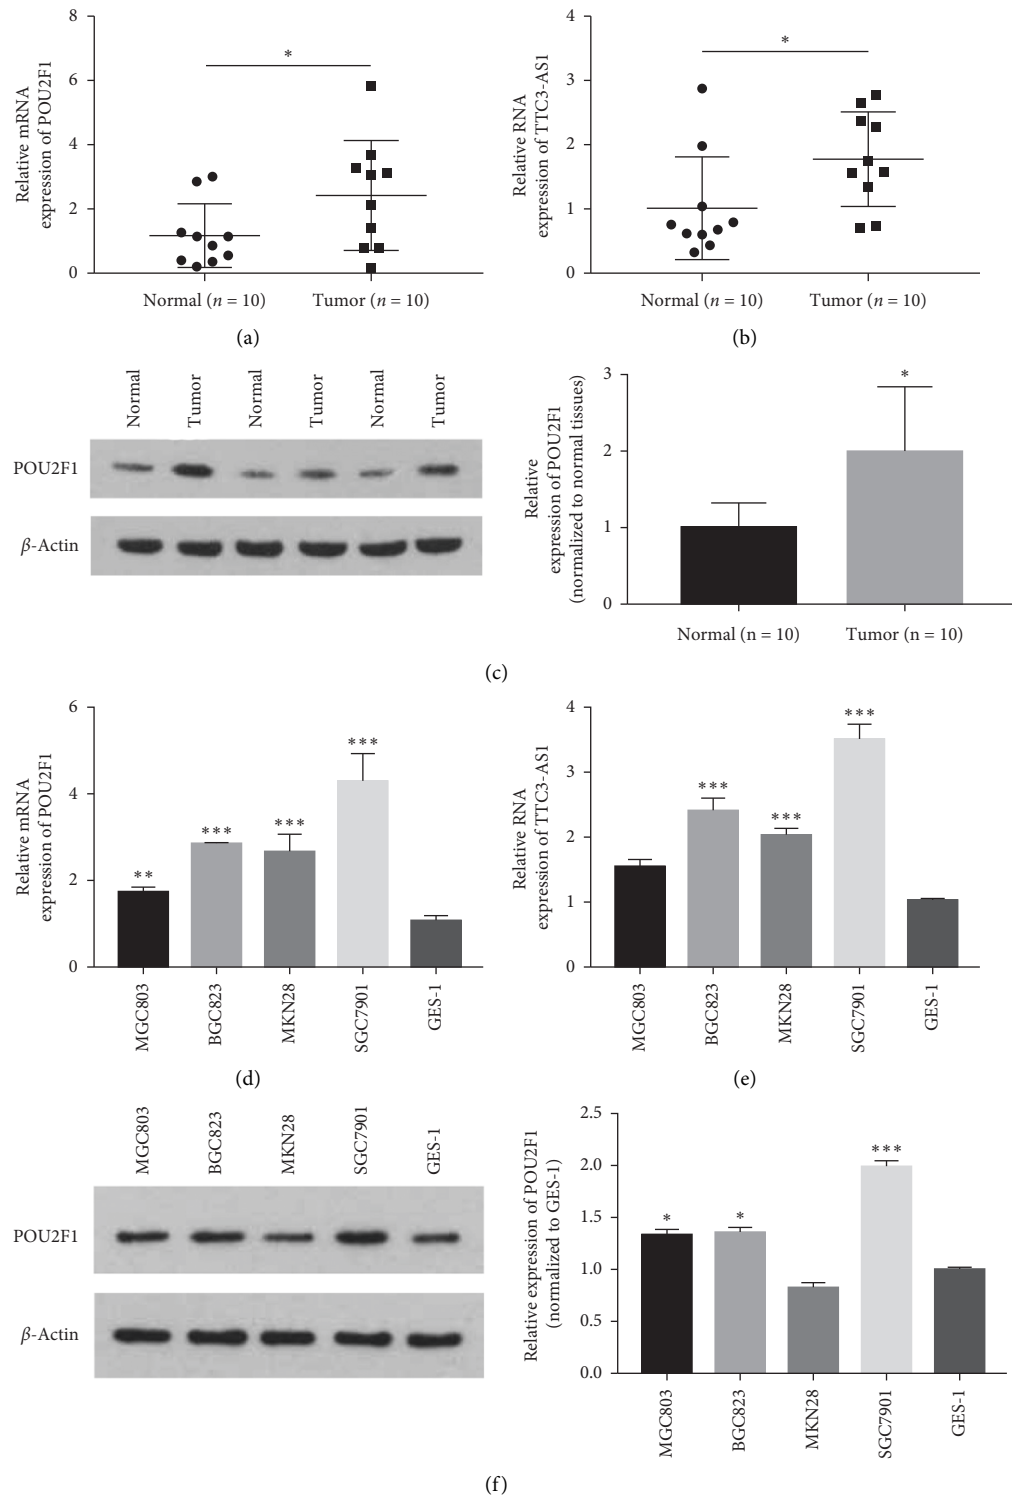 Relative mRNA
expression of POU2F1
8
6
4
2
0
*
Normal (n = 10)
Tumor (n = 10)
(a)
Relative RNA
expression of TTC3-AS1
4
3
2
1
0
*
Normal (n = 10)
Tumor (n = 10)
(b)
Normal
Tumor
Normal
Tumor
Normal
Tumor
POU2F1
β-Actin
Relative
expression of POU2F1
(normalized to normal tissues)
3
2
1
0
*
Normal (n = 10)
Tumor (n = 10)
(c)
Relative mRNA
expression of POU2F1
6
4
2
0
**
***
***
***
MGC803
BGC823
MKN28
SGC7901
GES-1
(d)
Relative RNA
expression of TTC3-AS1
4
3
2
1
0
***
***
***
MGC803
BGC823
MKN28
SGC7901
GES-1
(e)
MGC803
BGC823
MKN28
SGC7901
GES-1
POU2F1
β-Actin
Relative expression of POU2F1
(normalized to GES-1)
2.5
2.0
1.5
1.0
0.5
0.0
*
*
***
MGC803
BGC823
MKN28
SGC7901
GES-1
(f)